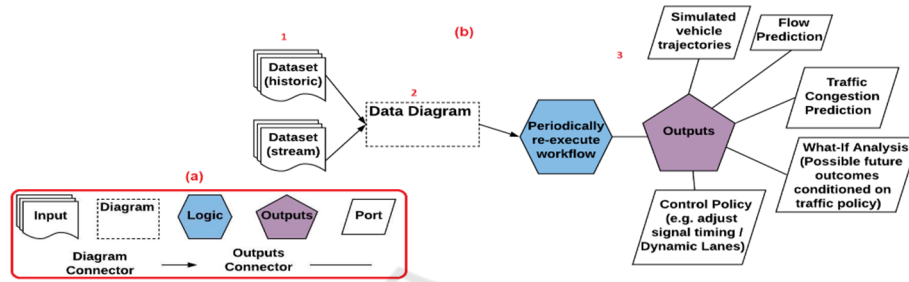 1
Dataset
(historic)
Dataset
(stream)
2
Data Diagram
(b)
Periodically
re-execute
workflow
3
Outputs
Simulated
vehicle
trajectories
Flow
Prediction
Traffic
Congestion
Prediction
What-If Analysis
(Possible future
outcomes
conditioned on
traffic policy)
Control Policy
(e.g. adjust
signal timing /
Dynamic Lanes)
(a)
Input
Diagram
Logic
Outputs
Port
Diagram
Connector
Outputs
Connector